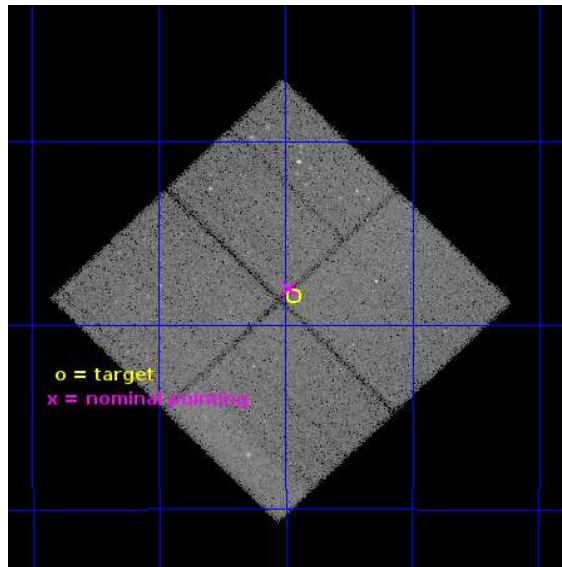 o = target
x = nominal pointing